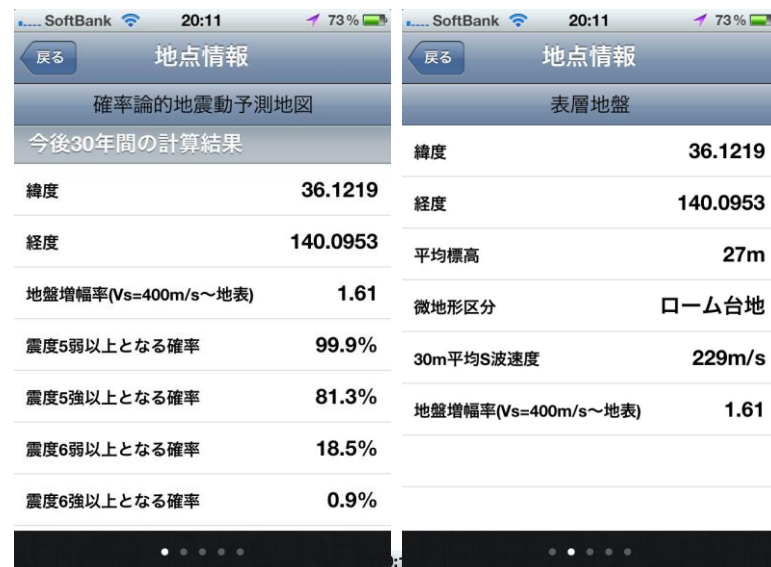 SoftBank 20:11 73%
戻る 地点情報
確率論的地震動予測地図
今後30年間の計算結果
緯度 36.1219
経度 140.0953
地盤増幅率(Vs=400m/s～地表) 1.61
震度5弱以上となる確率 99.9%
震度5強以上となる確率 81.3%
震度6弱以上となる確率 18.5%
震度6強以上となる確率 0.9%
SoftBank 20:11 73%
戻る 地点情報
表層地盤
緯度 36.1219
経度 140.0953
平均標高 27m
微地形区分 ローム台地
30m平均S波速度 229m/s
地盤増幅率(Vs=400m/s～地表) 1.61